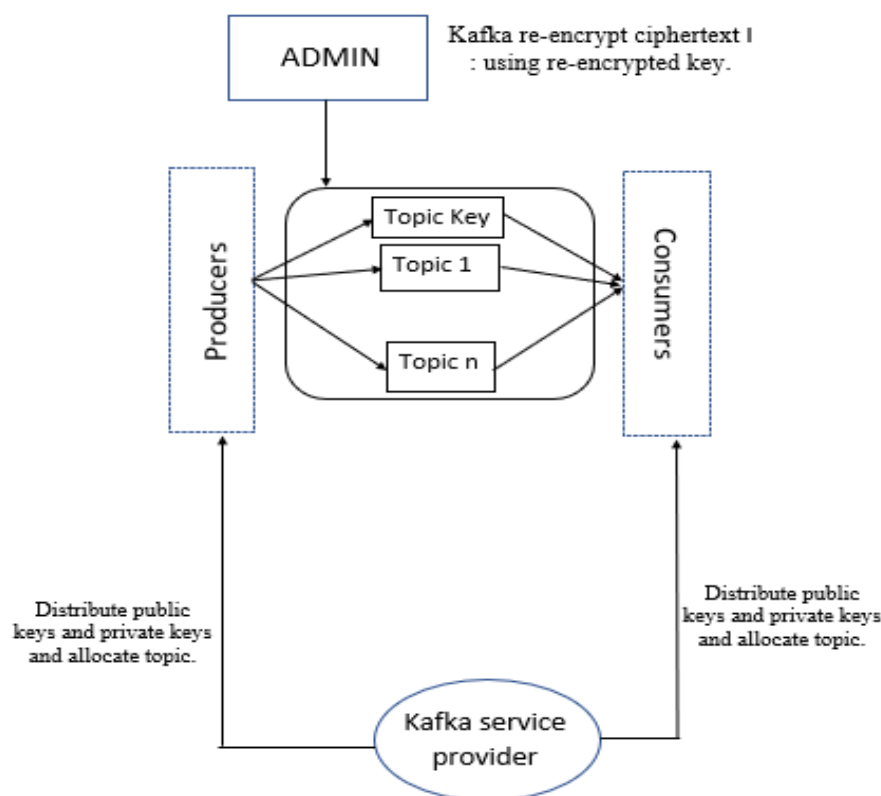 ADMIN
Kafka re-encrypt ciphertext I
: using re-encrypted key.
Producers
Topic Key
Topic 1
Topic n
Consumers
Distribute public
keys and private keys
and allocate topic.
Distribute public
keys and private keys
and allocate topic.
Kafka service
provider